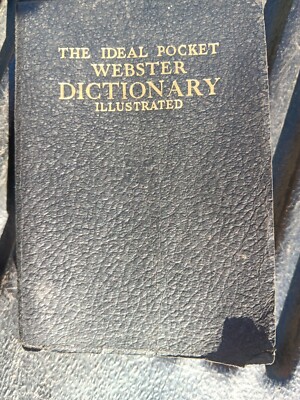 THE IDEAL POCKET
WEBSTER
DICTIONARY
ILLUSTRATED